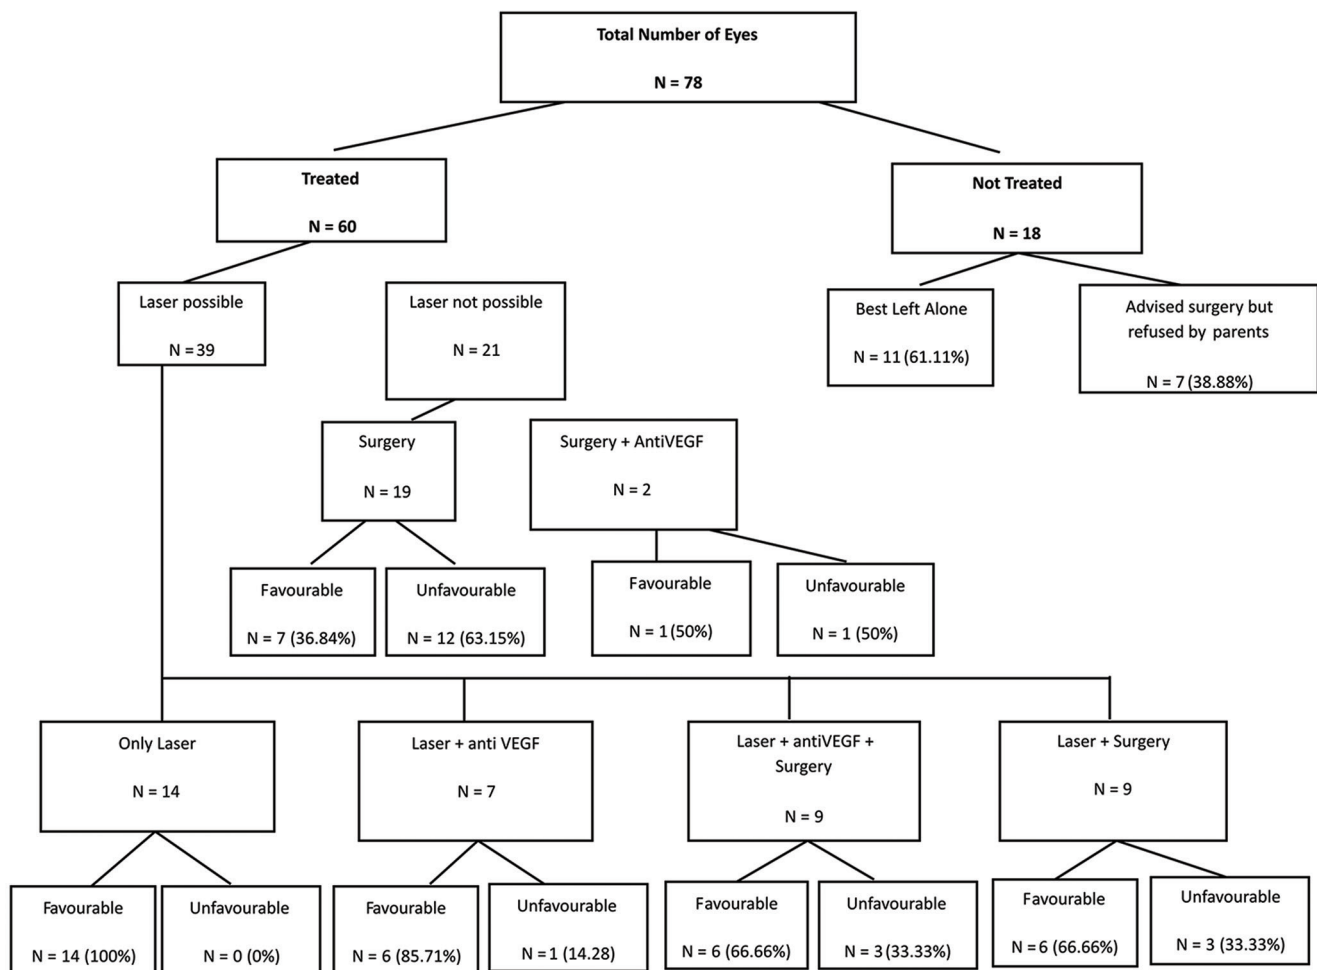 Total Number of Eyes
N = 78
Treated
N = 60
Not Treated
N = 18
Laser possible
N = 39
Laser not possible
N = 21
Best Left Alone
N = 11 (61.11%)
Advised surgery but
refused by parents
N = 7 (38.88%)
Surgery
N = 19
Surgery + AntiVEGF
N = 2
Favourable
N = 7 (36.84%)
Unfavourable
N = 12 (63.15%)
Favourable
N = 1 (50%)
Unfavourable
N = 1 (50%)
Only Laser
N = 14
Laser + anti VEGF
N = 7
Laser + antiVEGF +
Surgery
N = 9
Laser + Surgery
N = 9
Favourable
N = 14 (100%)
Unfavourable
N = 0 (0%)
Favourable
N = 6 (85.71%)
Unfavourable
N = 1 (14.28)
Favourable
N = 6 (66.66%)
Unfavourable
N = 3 (33.33%)
Favourable
N = 6 (66.66%)
Unfavourable
N = 3 (33.33%)